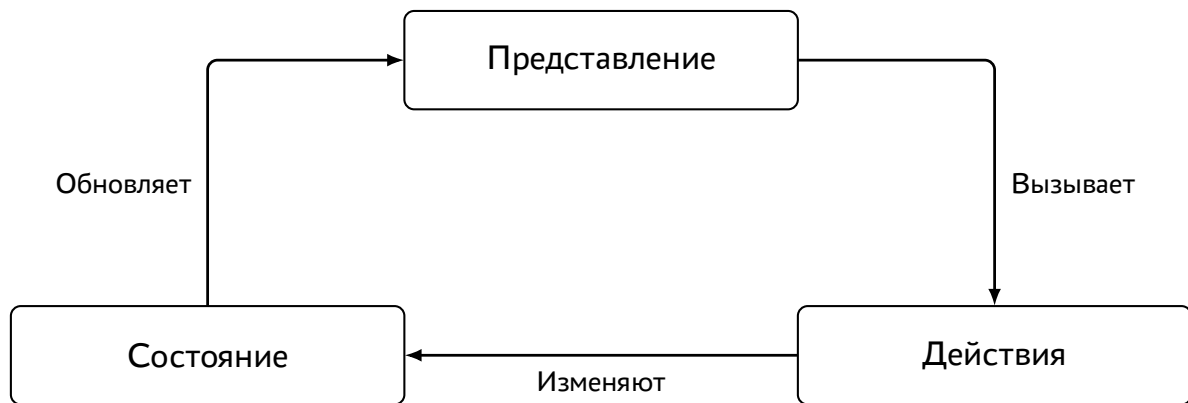 Представление
Обновляет
Вызывает
Состояние
Изменяют
Действия